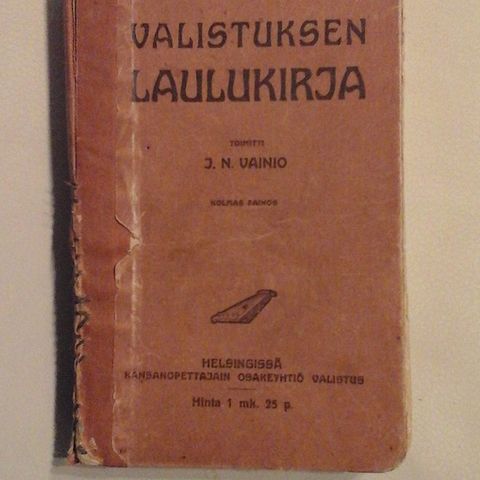 VALISTUKSEN
LAULUKIRJA
TOIMITTI
J. N. VAINIO
KOLMAS PAINOS
HELSINGISSÄ
KANSANOPETTAJAIN OSAKEYHTIÖ VALISTUS
Hinta 1 mk. 25 p.